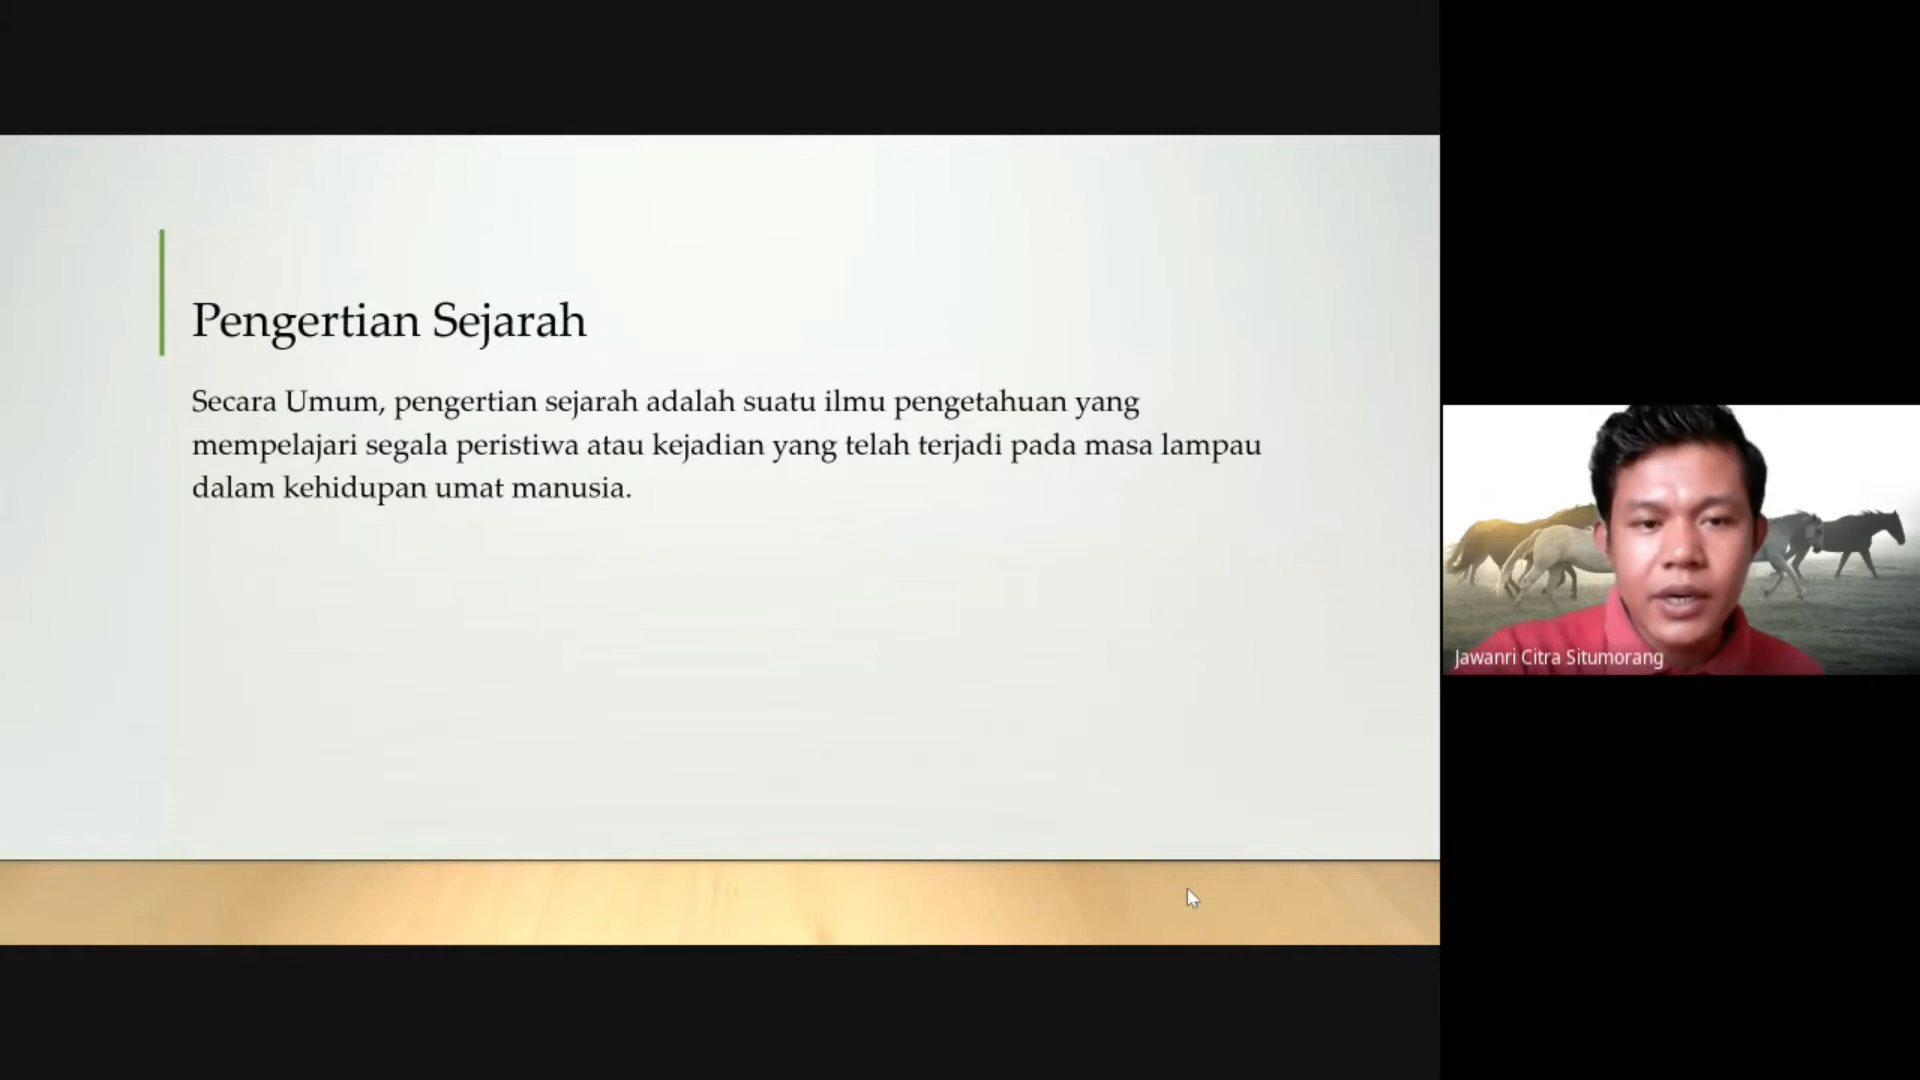 Pengertian Sejarah
Secara Umum, pengertian sejarah adalah suatu ilmu pengetahuan yang
mempelajari segala peristiwa atau kejadian yang telah terjadi pada masa lampau
dalam kehidupan umat manusia.
Jawanri Citra Situmorang